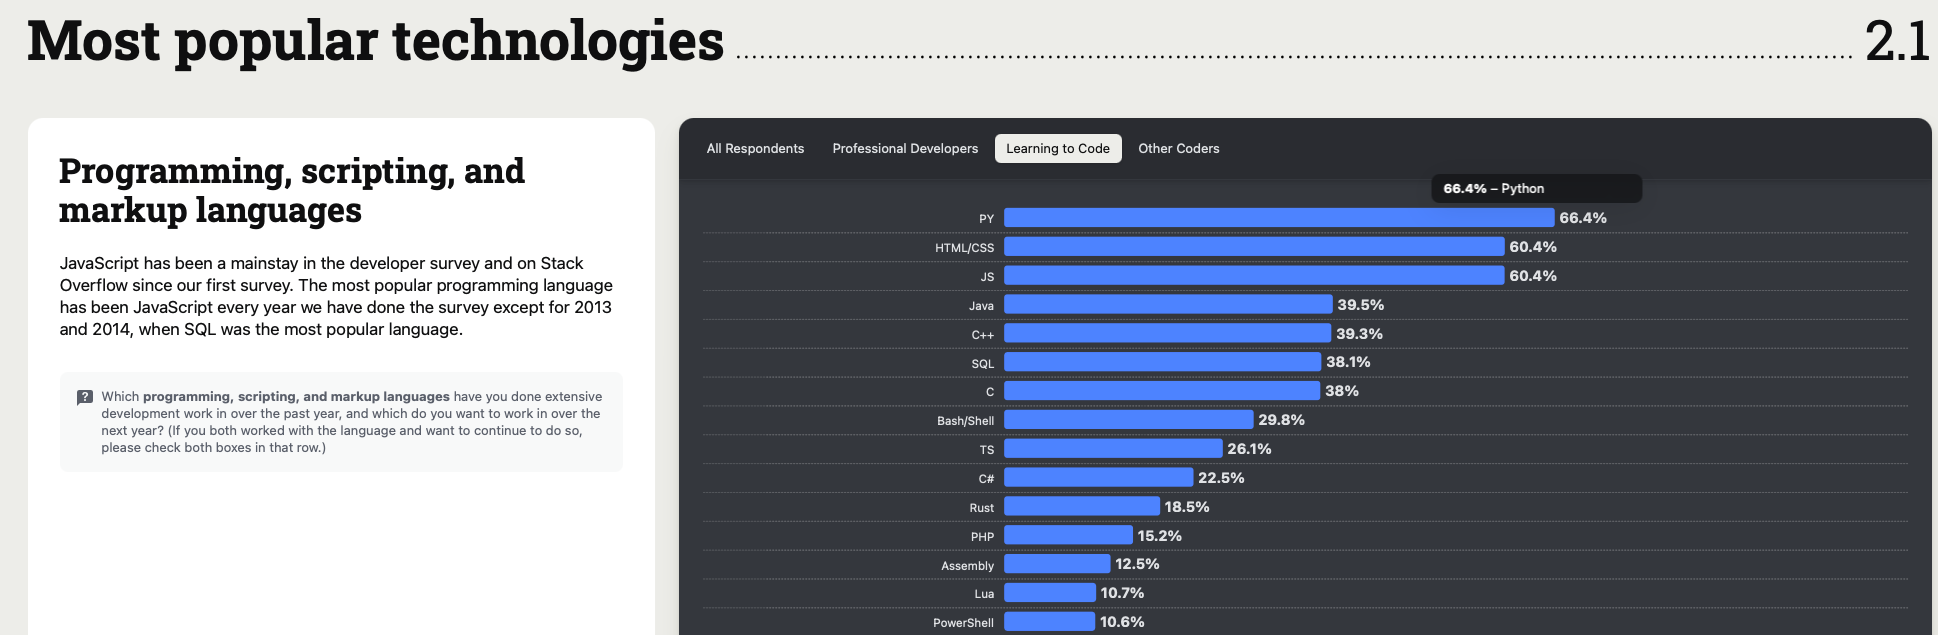 Most popular technologies 2.1
Programming, scripting, and
markup languages
JavaScript has been a mainstay in the developer survey and on Stack
Overflow since our first survey. The most popular programming language
has been JavaScript every year we have done the survey except for 2013
and 2014, when SQL was the most popular language.
Which programming, scripting, and markup languages have you done extensive
development work in over the past year, and which do you want to work in over the
next year? (If you both worked with the language and want to continue to do so,
please check both boxes in that row.)
All Respondents Professional Developers Learning to Code Other Coders
66.4% – Python
PY 66.4%
HTML/CSS 60.4%
JS 60.4%
Java 39.5%
C++ 39.3%
SQL 38.1%
C 38%
Bash/Shell 29.8%
TS 26.1%
C# 22.5%
Rust 18.5%
PHP 15.2%
Assembly 12.5%
Lua 10.7%
PowerShell 10.6%